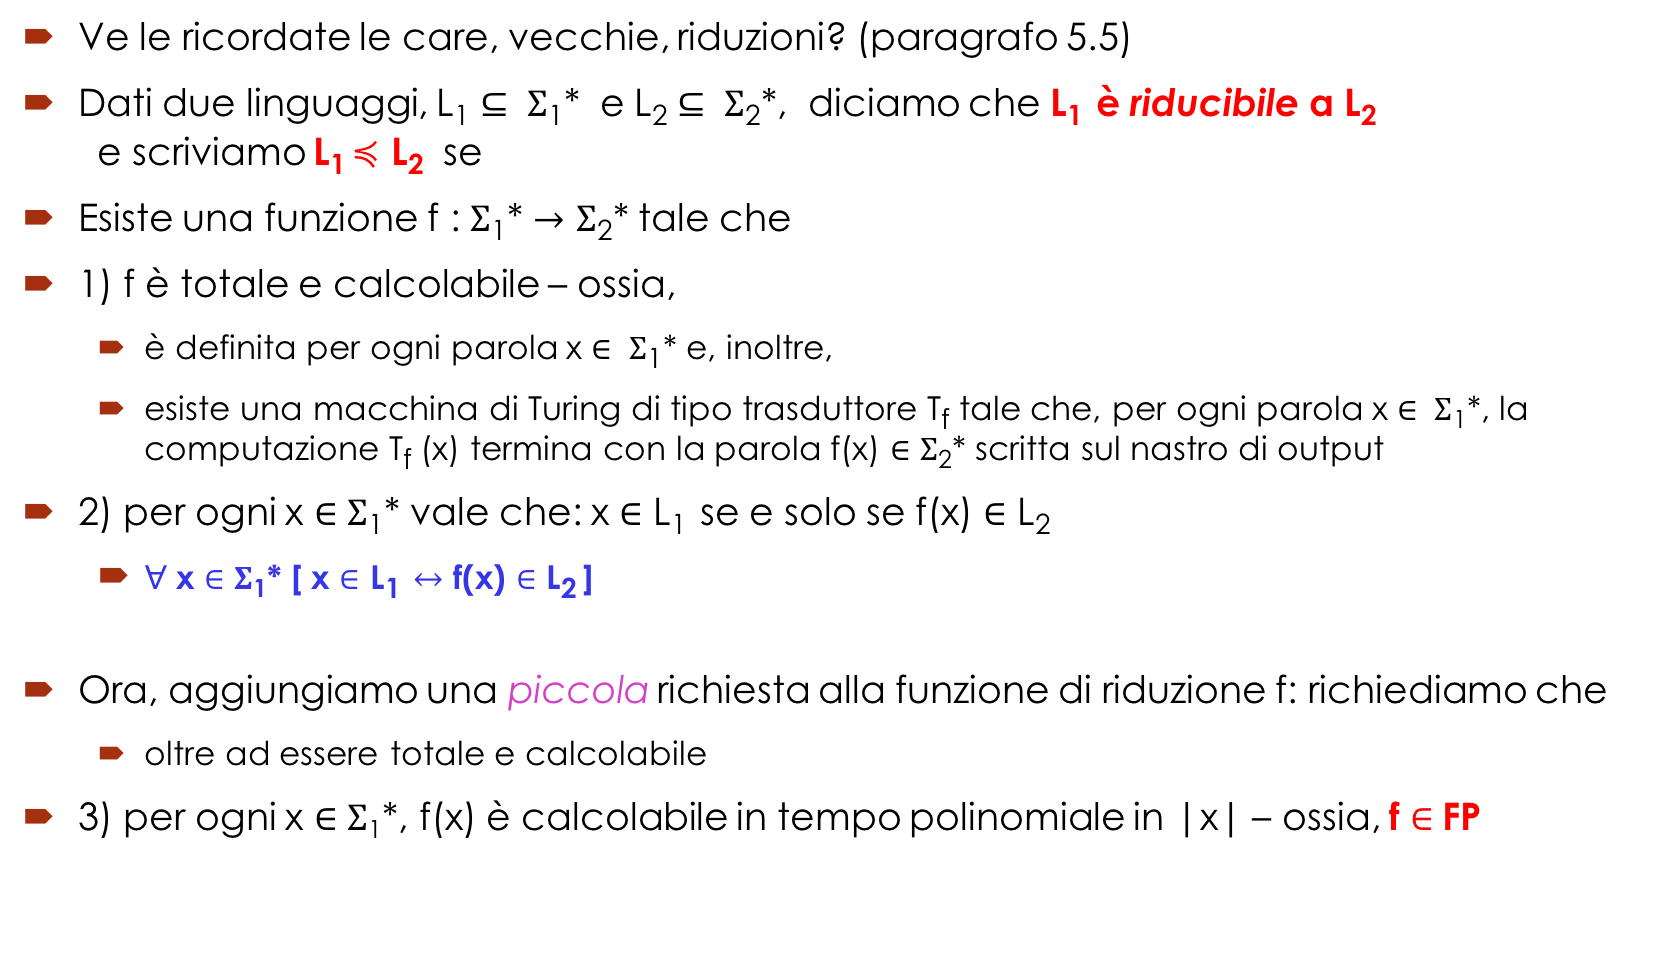 Ve le ricordate le care, vecchie, riduzioni? (paragrafo 5.5)
Dati due linguaggi, L₁ ⊆ Σ₁* e L₂ ⊆ Σ₂*, diciamo che L₁ è riducibile a L₂
e scriviamo L₁ ≼ L₂ se
Esiste una funzione f : Σ₁* → Σ₂* tale che
1) f è totale e calcolabile – ossia,
è definita per ogni parola x ∈ Σ₁* e, inoltre,
esiste una macchina di Turing di tipo trasduttore T_f tale che, per ogni parola x ∈ Σ₁*, la
computazione T_f (x) termina con la parola f(x) ∈ Σ₂* scritta sul nastro di output
2) per ogni x ∈ Σ₁* vale che: x ∈ L₁ se e solo se f(x) ∈ L₂
∀ x ∈ Σ₁* [ x ∈ L₁ ↔ f(x) ∈ L₂ ]
Ora, aggiungiamo una piccola richiesta alla funzione di riduzione f: richiediamo che
oltre ad essere totale e calcolabile
3) per ogni x ∈ Σ₁*, f(x) è calcolabile in tempo polinomiale in |x| – ossia, f ∈ FP